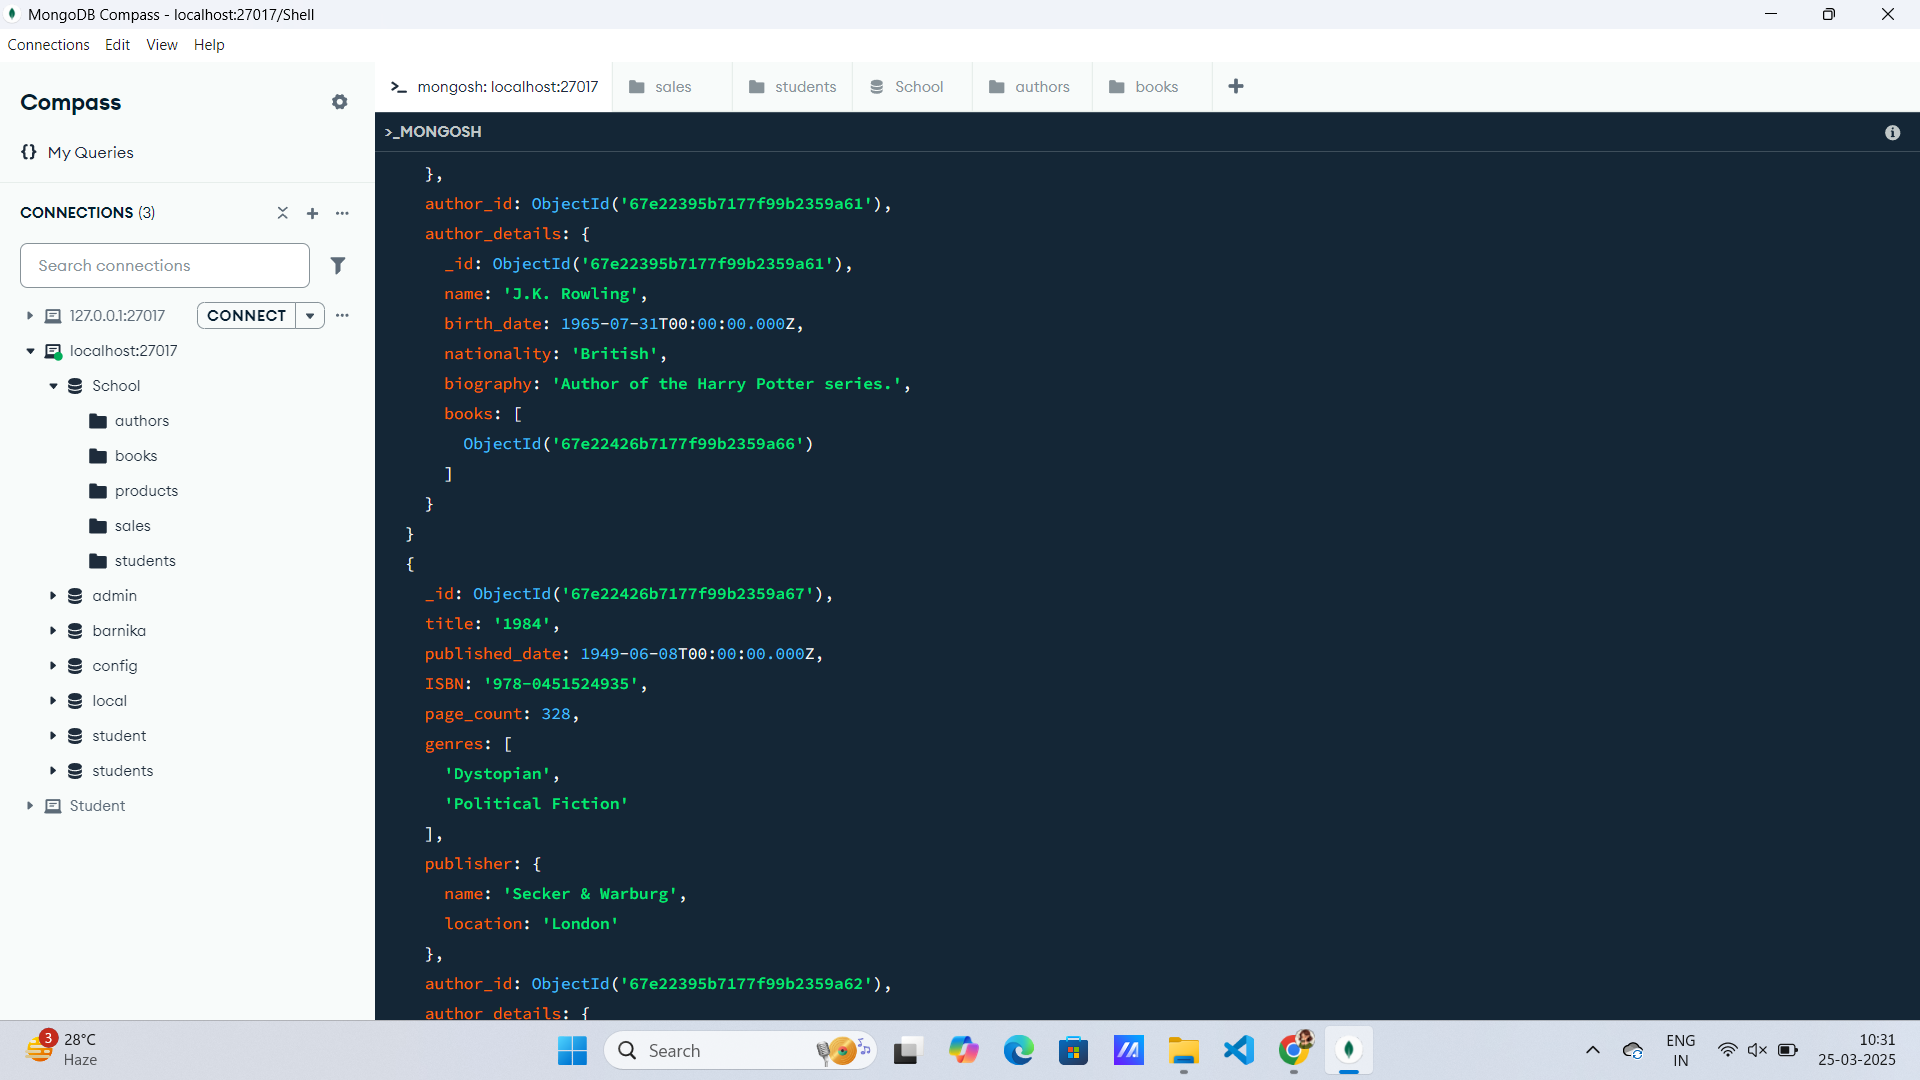 MongoDB Compass - localhost:27017/Shell
Connections Edit View Help
Compass
{} My Queries
CONNECTIONS (3)
Search connections
127.0.0.1:27017 CONNECT
localhost:27017
School
authors
books
products
sales
students
admin
barnika
config
local
student
students
Student
>_ mongosh: localhost:27017 sales students School authors books
>_MONGOSH
},
author_id: ObjectId('67e22395b7177f99b2359a61'),
author_details: {
_id: ObjectId('67e22395b7177f99b2359a61'),
name: 'J.K. Rowling',
birth_date: 1965-07-31T00:00:00.000Z,
nationality: 'British',
biography: 'Author of the Harry Potter series.',
books: [
ObjectId('67e22426b7177f99b2359a66')
]
}
}
{
_id: ObjectId('67e22426b7177f99b2359a67'),
title: '1984',
published_date: 1949-06-08T00:00:00.000Z,
ISBN: '978-0451524935',
page_count: 328,
genres: [
'Dystopian',
'Political Fiction'
],
publisher: {
name: 'Secker & Warburg',
location: 'London'
},
author_id: ObjectId('67e22395b7177f99b2359a62'),
author_details: {
3
28°C
Haze
Search
ENG
IN
10:31
25-03-2025